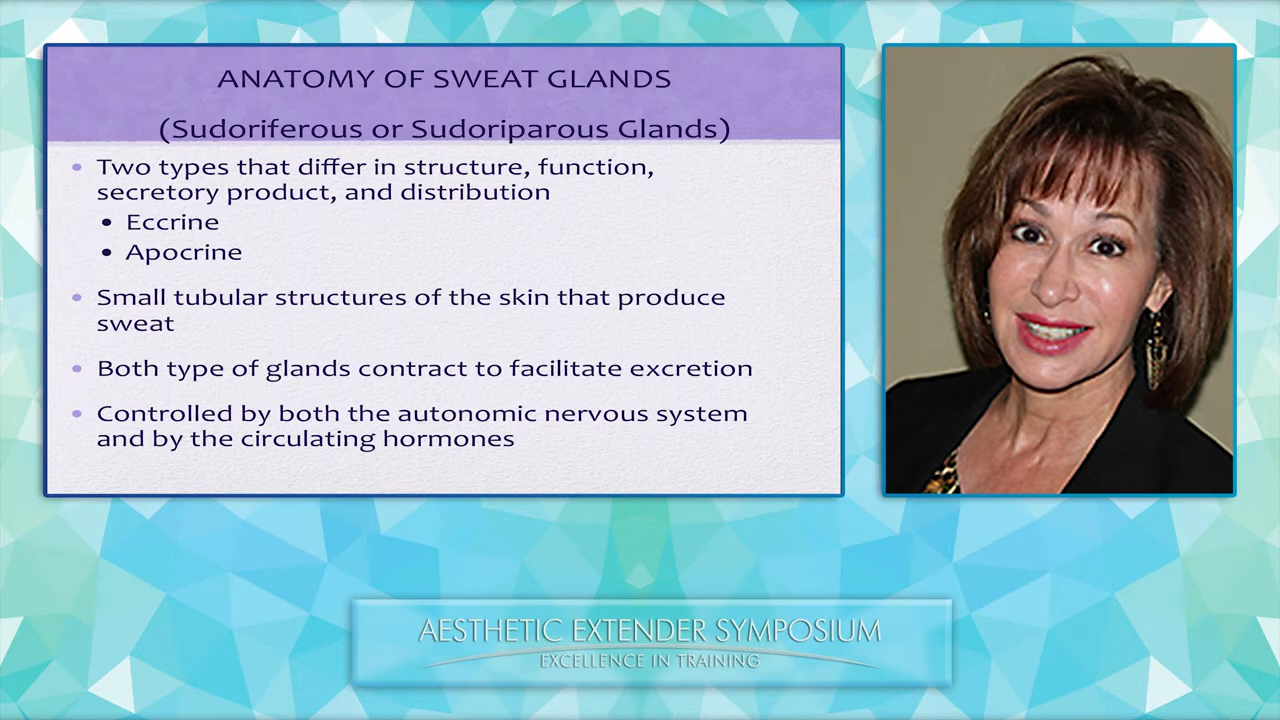 ANATOMY OF SWEAT GLANDS
(Sudoriferous or Sudoriparous Glands)
• Two types that differ in structure, function,
secretory product, and distribution
• Eccrine
• Apocrine
• Small tubular structures of the skin that produce
sweat
• Both type of glands contract to facilitate excretion
• Controlled by both the autonomic nervous system
and by the circulating hormones
AESTHETIC EXTENDER SYMPOSIUM
EXCELLENCE IN TRAINING